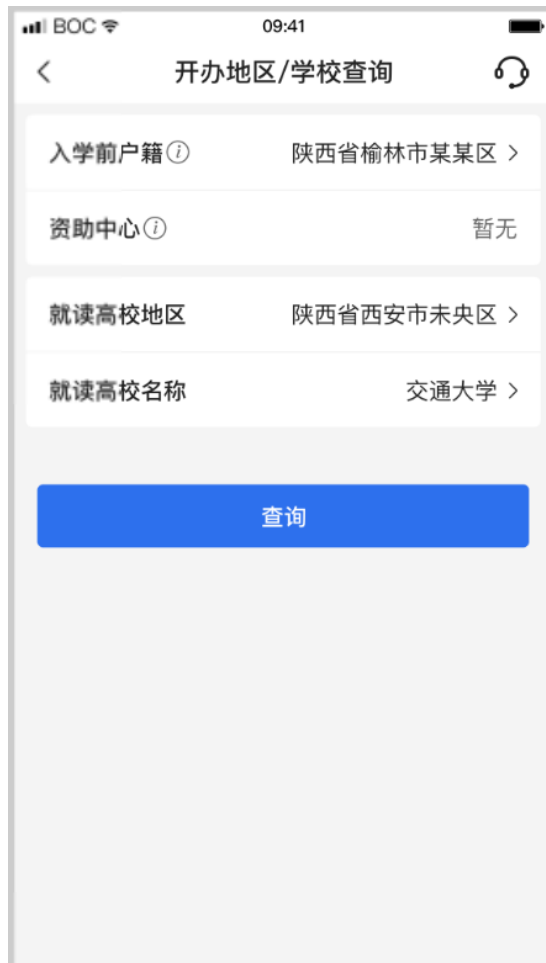 BOC 09:41
开办地区/学校查询
入学前户籍 陕西省榆林市某某区
资助中心 暂无
就读高校地区 陕西省西安市未央区
就读高校名称 交通大学
查询